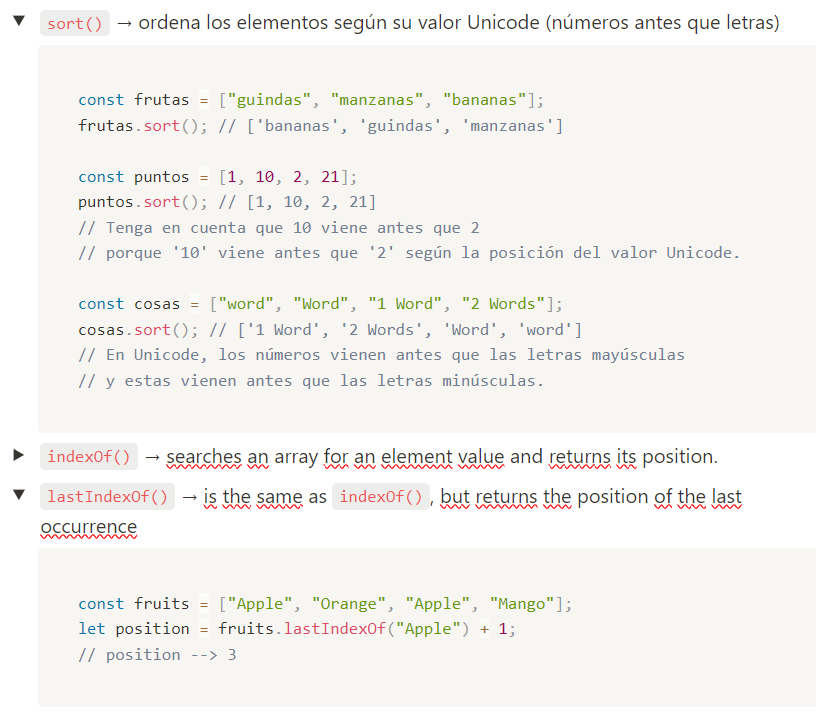 sort() → ordena los elementos según su valor Unicode (números antes que letras)
const frutas = ["guindas", "manzanas", "bananas"];
frutas.sort(); // ['bananas', 'guindas', 'manzanas']
const puntos = [1, 10, 2, 21];
puntos.sort(); // [1, 10, 2, 21]
// Tenga en cuenta que 10 viene antes que 2
// porque '10' viene antes que '2' según la posición del valor Unicode.
const cosas = ["word", "Word", "1 Word", "2 Words"];
cosas.sort(); // ['1 Word', '2 Words', 'Word', 'word']
// En Unicode, los números vienen antes que las letras mayúsculas
// y estas vienen antes que las letras minúsculas.
indexOf() → searches an array for an element value and returns its position.
lastIndexOf() → is the same as indexOf(), but returns the position of the last
occurrence
const fruits = ["Apple", "Orange", "Apple", "Mango"];
let position = fruits.lastIndexOf("Apple") + 1;
// position --> 3